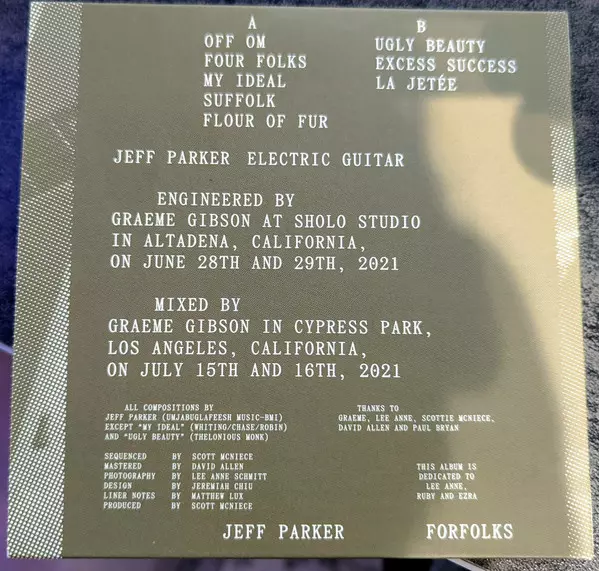 A
OFF OM
FOUR FOLKS
MY IDEAL
SUFFOLK
FLOUR OF FUR
B
UGLY BEAUTY
EXCESS SUCCESS
LA JETÉE
JEFF PARKER ELECTRIC GUITAR
ENGINEERED BY
GRAEME GIBSON AT SHOLO STUDIO
IN ALTADENA, CALIFORNIA,
ON JUNE 28TH AND 29TH, 2021
MIXED BY
GRAEME GIBSON IN CYPRESS PARK,
LOS ANGELES, CALIFORNIA,
ON JULY 15TH AND 16TH, 2021
ALL COMPOSITIONS BY
JEFF PARKER (UMJABUGLAFEESH MUSIC-BMI)
EXCEPT "MY IDEAL" (WHITING/CHASE/ROBIN)
AND "UGLY BEAUTY" (THELONIOUS MONK)
THANKS TO
GRAEME, LEE ANNE, SCOTTIE MCNIECE,
DAVID ALLEN AND PAUL BRYAN
SEQUENCED BY SCOTT MCNIECE
MASTERED BY DAVID ALLEN
PHOTOGRAPHY BY LEE ANNE SCHMITT
DESIGN BY JEREMIAH CHIU
LINER NOTES BY MATTHEW LUX
PRODUCED BY SCOTT MCNIECE
THIS ALBUM IS
DEDICATED TO
LEE ANNE,
RUBY AND EZRA
JEFF PARKER FORFOLKS